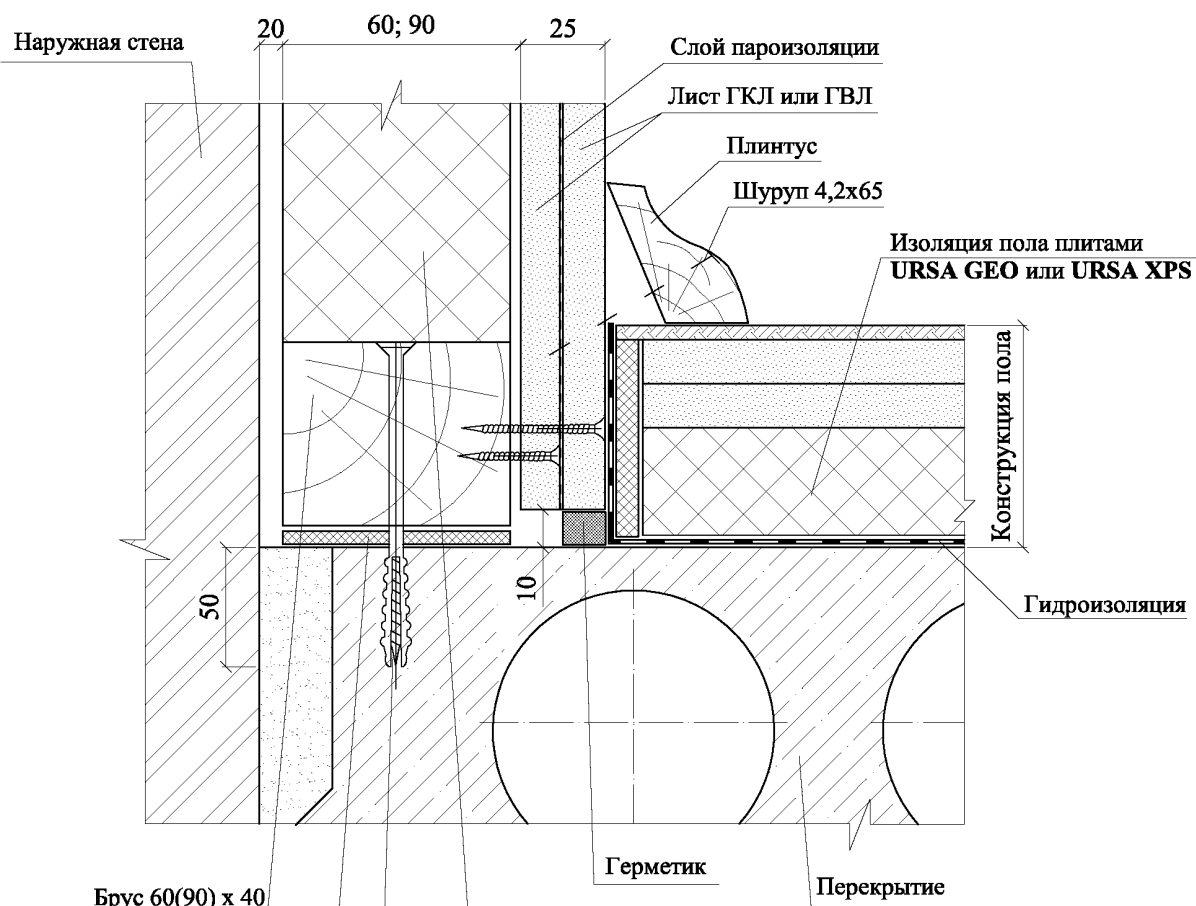 20
60; 90
25
Наружная стена
Слой пароизоляции
Лист ГКЛ или ГВЛ
Плинтус
Шуруп 4,2х65
Изоляция пола плитами
URSA GEO или URSA XPS
Конструкция пола
50
10
Гидроизоляция
Герметик
Перекрытие
Брус 60(90) х 40